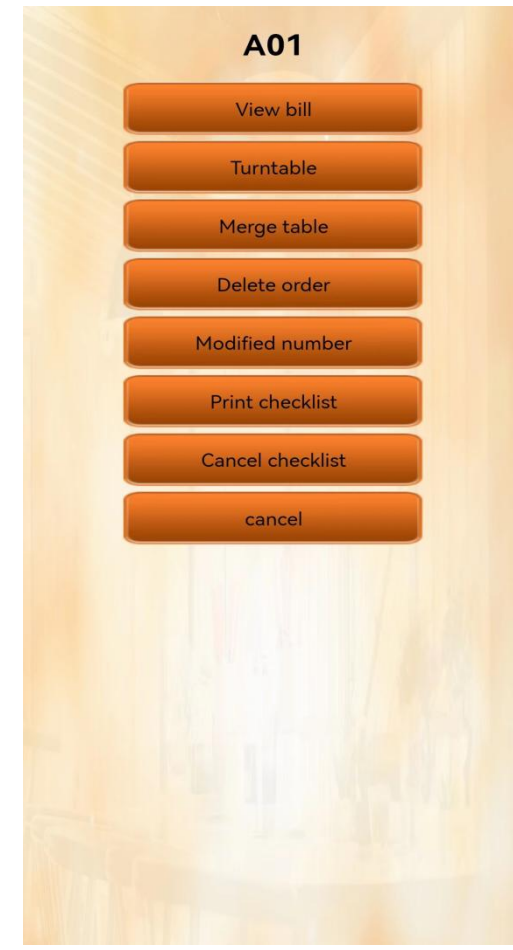 A01
View bill
Turntable
Merge table
Delete order
Modified number
Print checklist
Cancel checklist
cancel